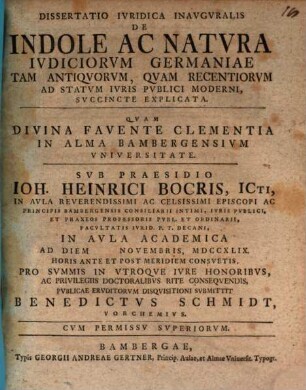 DISSERTATIO IVRIDICA INAVGVRALIS
DE
INDOLE AC NATVRA
IVDICIORVM GERMANIAE
TAM ANTIQVORVM, QVAM RECENTIORVM
AD STATVM IVRIS PVBLICI MODERNI,
SVCCINCTE EXPLICATA.
QVAM
DIVINA FAVENTE CLEMENTIA
IN ALMA BAMBERGENSIVM
VNIVERSITATE.
SVB PRAESIDIO
IOH. HEINRICI BOCRIS, ICti,
IN AVLA REVERENDISSIMI AC CELSISSIMI EPISCOPI AC
PRINCIPIS BAMBERGENSIS CONSILIARII INTIMI, IVRIS PVBLICI,
ET PRAXEOS PROFESSORIS PVBL. ET ORDINARII,
FACVLTATIS IVRID. P. T. DECANI,
IN AVLA ACADEMICA
AD DIEM NOVEMBRIS, MDCCXLIX.
HORIS ANTE ET POST MERIDIEM CONSVETIS.
PRO SVMMIS IN VTROQVE IVRE HONORIBVS,
AC PRIVILEGIIS DOCTORALIBVS RITE CONSEQVENDIS,
PVBLICAE ERVDITORVM DISQVISITIONI SVBMITTIT
BENEDICTVS SCHMIDT,
VORCHEMIVS.
CVM PERMISSV SVPERIORVM.
BAMBERGAE,
Typis GEORGII ANDREAE GERTNER, Princip. Aulae, et Almae Vniversit. Typogr.